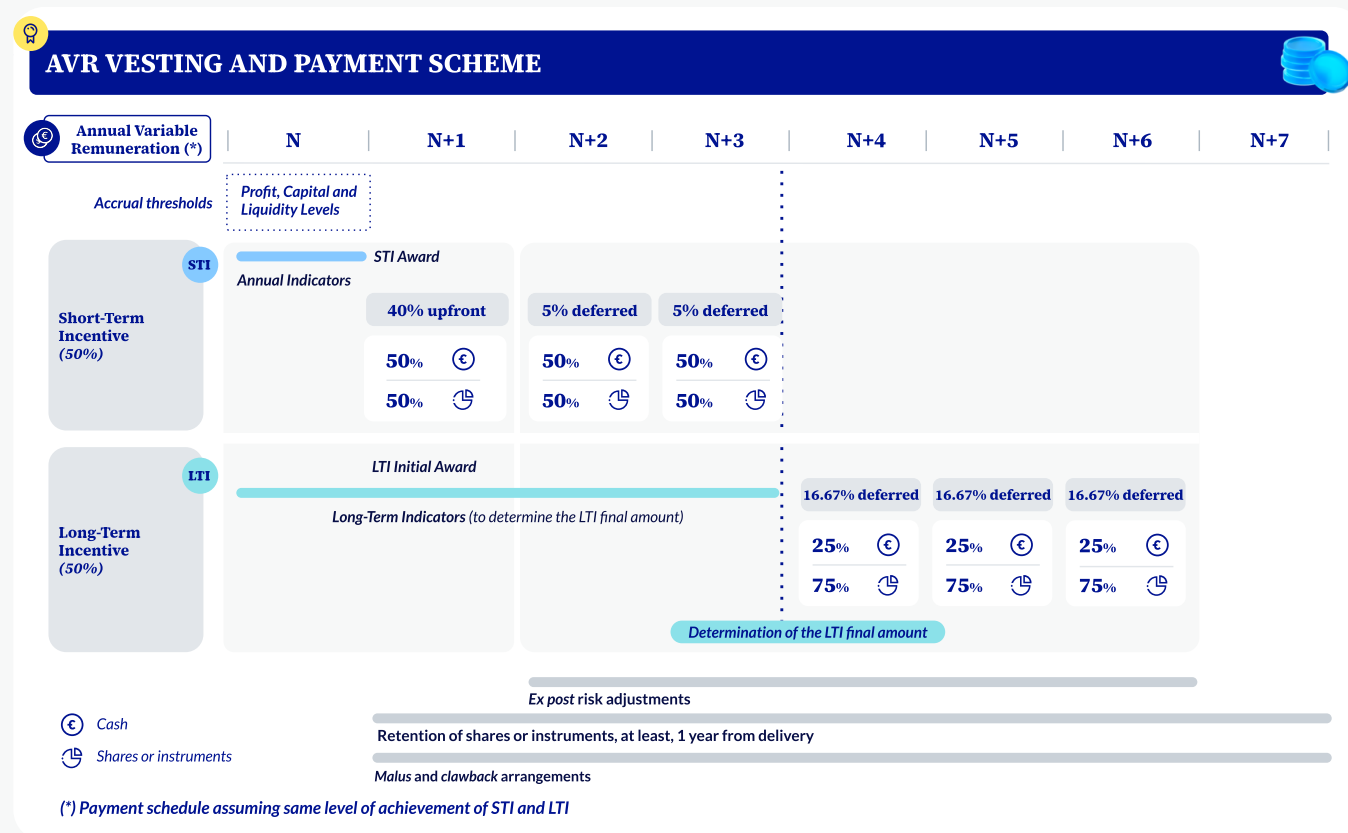 AVR VESTING AND PAYMENT SCHEME
Annual Variable
Remuneration (*)
N
N+1
N+2
N+3
N+4
N+5
N+6
N+7
Accrual thresholds
Profit, Capital and
Liquidity Levels
STI
Short-Term
Incentive
(50%)
STI Award
Annual Indicators
40% upfront
5% deferred
5% deferred
50% €
50% €
50% €
50%
50%
50%
LTI
Long-Term
Incentive
(50%)
LTI Initial Award
Long-Term Indicators (to determine the LTI final amount)
16.67% deferred
16.67% deferred
16.67% deferred
25% €
25% €
25% €
75%
75%
75%
Determination of the LTI final amount
Ex post risk adjustments
€ Cash
Retention of shares or instruments, at least, 1 year from delivery
Shares or instruments
Malus and clawback arrangements
(*) Payment schedule assuming same level of achievement of STI and LTI